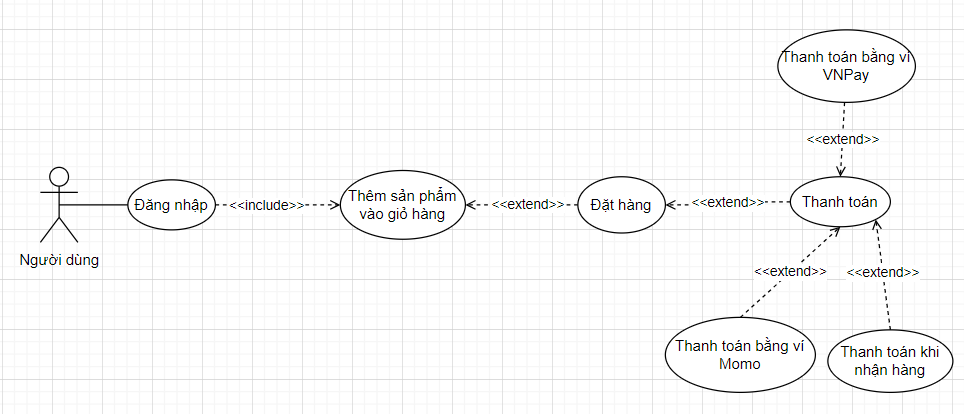 Thanh toán bằng ví
VNPay
<<extend>>
Đăng nhập
<<include>>
Thêm sản phẩm
vào giỏ hàng
<<extend>>
Đặt hàng
<<extend>>
Thanh toán
Người dùng
<<extend>>
<<extend>>
Thanh toán bằng ví
Momo
Thanh toán khi
nhận hàng